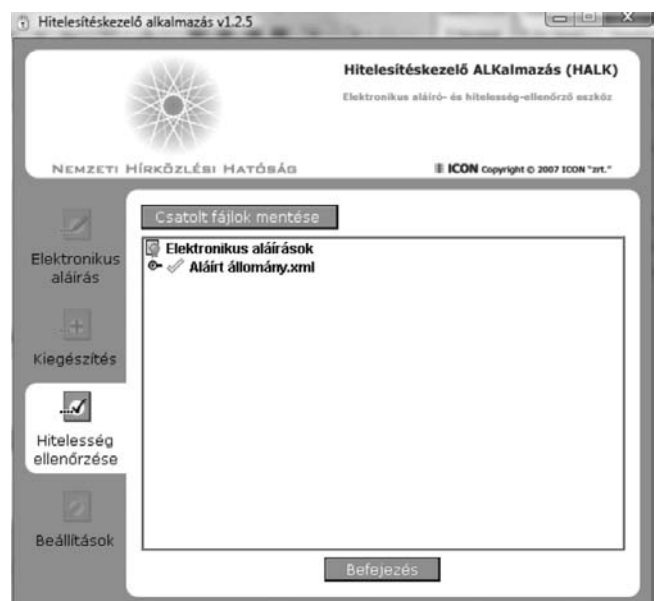 Hitelesítéskezelő alkalmazás v1.2.5
Hitelesítéskezelő ALKalmazás (HALK)
Elektronikus aláíró- és hitelesség-ellenőrző eszköz
NEMZETI HÍRKÖZLÉSI HATÓSÁG
ICON Copyright © 2007 ICON "zrt."
Csatolt fájlok mentése
Elektronikus aláírások
Aláírt állomány.xml
Elektronikus
aláírás
Kiegészítés
Hitelesség
ellenőrzése
Beállítások
Befejezés